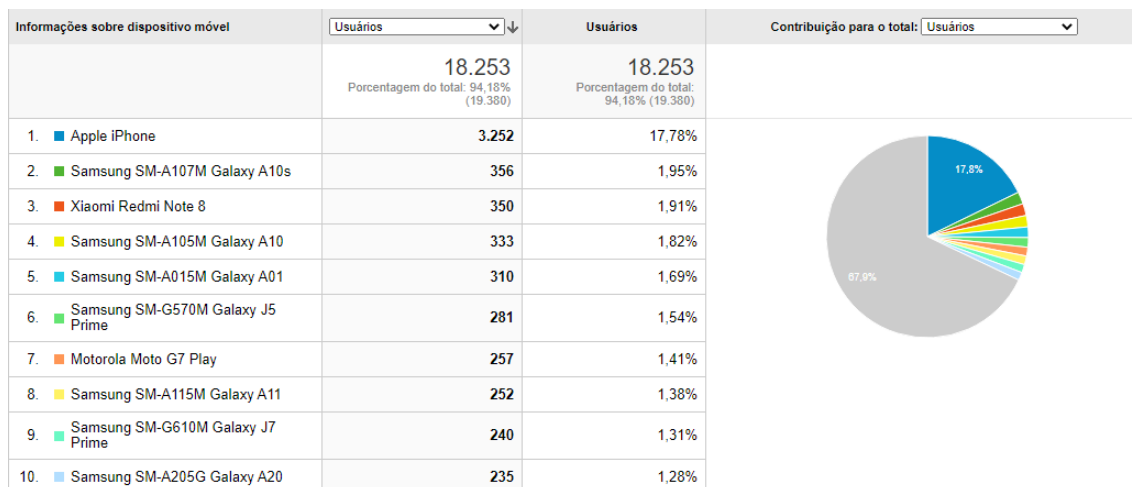 Informações sobre dispositivo móvel
Usuários
Usuários
Contribuição para o total: Usuários
18.253
Porcentagem do total: 94,18%
(19.380)
18.253
Porcentagem do total:
94,18% (19.380)
1. Apple iPhone 3.252 17,78%
2. Samsung SM-A107M Galaxy A10s 356 1,95%
3. Xiaomi Redmi Note 8 350 1,91%
4. Samsung SM-A105M Galaxy A10 333 1,82%
5. Samsung SM-A015M Galaxy A01 310 1,69%
6. Samsung SM-G570M Galaxy J5
Prime 281 1,54%
7. Motorola Moto G7 Play 257 1,41%
8. Samsung SM-A115M Galaxy A11 252 1,38%
9. Samsung SM-G610M Galaxy J7
Prime 240 1,31%
10. Samsung SM-A205G Galaxy A20 235 1,28%
17,8%
67,9%